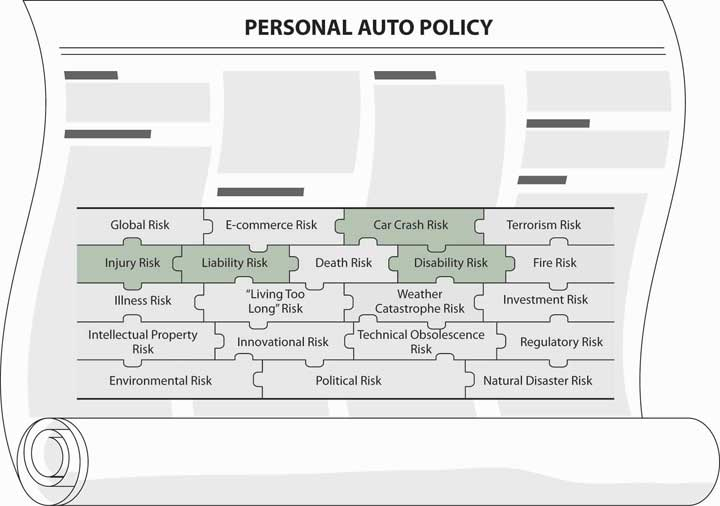 PERSONAL AUTO POLICY
Global Risk
E-commerce Risk
Car Crash Risk
Terrorism Risk
Injury Risk
Liability Risk
Death Risk
Disability Risk
Fire Risk
Illness Risk
“Living Too
Long” Risk
Weather
Catastrophe Risk
Investment Risk
Intellectual Property
Risk
Innovational Risk
Technical Obsolescence
Risk
Regulatory Risk
Environmental Risk
Political Risk
Natural Disaster Risk